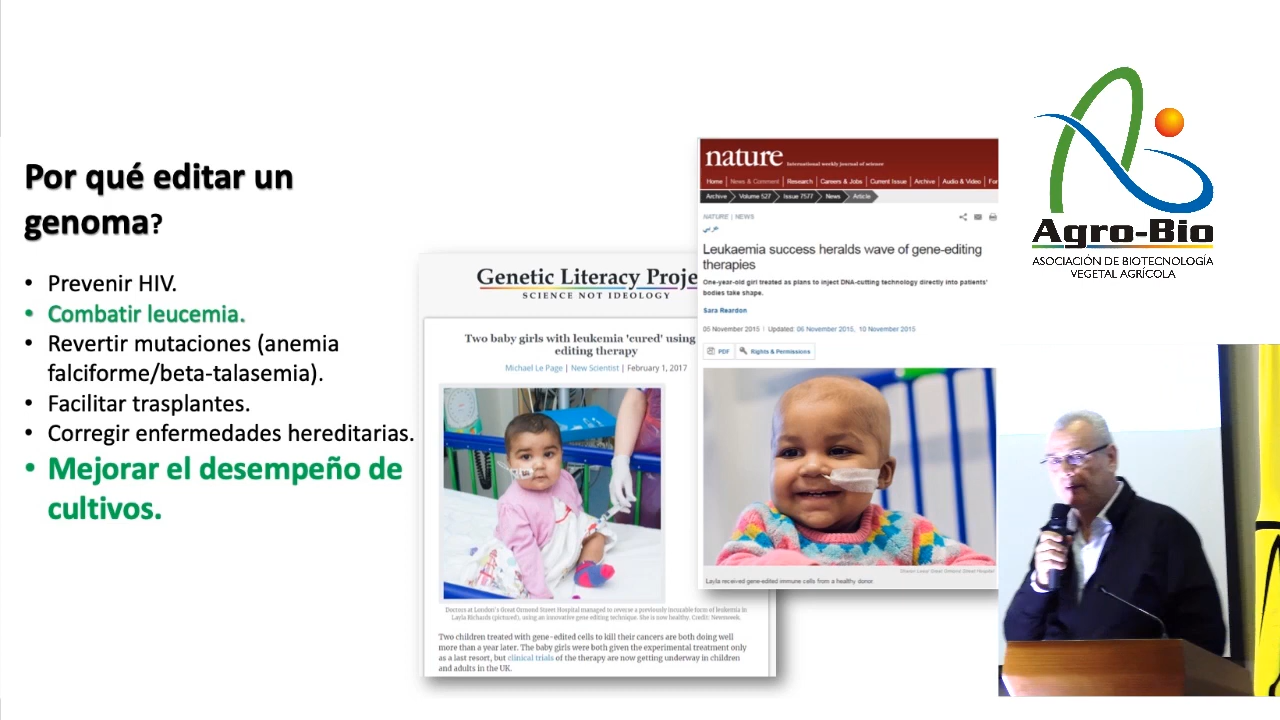 Por qué editar un
genoma?
• Prevenir HIV.
• Combatir leucemia.
• Revertir mutaciones (anemia
falciforme/beta-talasemia).
• Facilitar trasplantes.
• Corregir enfermedades hereditarias.
• Mejorar el desempeño de
cultivos.
Genetic Literacy Proje
SCIENCE NOT IDEOLOGY
Two baby girls with leukemia 'cured' using
editing therapy
Michael Le Page | New Scientist | February 1, 2017
Doctors at London's Great Ormond Street Hospital managed to reverse a previously incurable form of leukemia in
Layla Richards (pictured), using an innovative gene editing technique. She is now healthy. Credit: Newsweek.
Two children treated with gene-edited cells to kill their cancers are both doing well
more than a year later. The baby girls were both given the experimental treatment only
as a last resort, but clinical trials of the therapy are now getting underway in children
and adults in the UK.
nature International weekly journal of science
Home News & Comment Research Careers & Jobs Current Issue Archive Audio & Video For
Archive Volume 527 Issue 7577 News Article
NATURE | NEWS
عربي
Leukaemia success heralds wave of gene-editing
therapies
One-year-old girl treated as plans to inject DNA-cutting technology directly into patients'
bodies take shape.
Sara Reardon
05 November 2015 | Updated: 06 November 2015, 10 November 2015
PDF Rights & Permissions
Layla received gene-edited immune cells from a healthy donor.
Agro-Bio
ASOCIACIÓN DE BIOTECNOLOGÍA
VEGETAL AGRÍCOLA